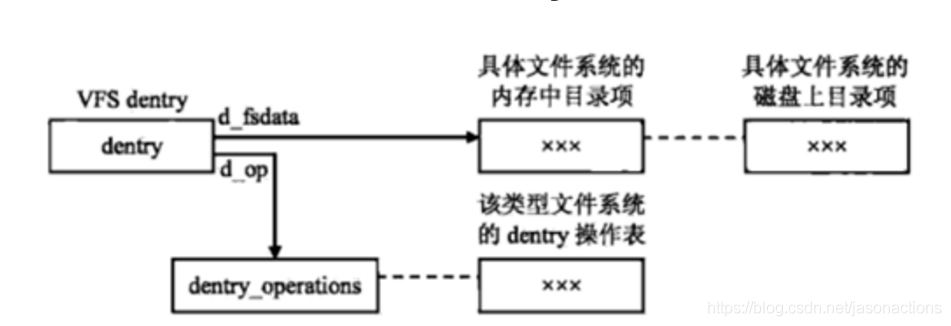 具体文件系统的
内存中目录项
具体文件系统的
磁盘上目录项
VFS dentry
d_fsdata
dentry
×××
×××
d_op
该类型文件系统
的 dentry 操作表
dentry_operations
×××
https://blog.csdn.net/jasonactions